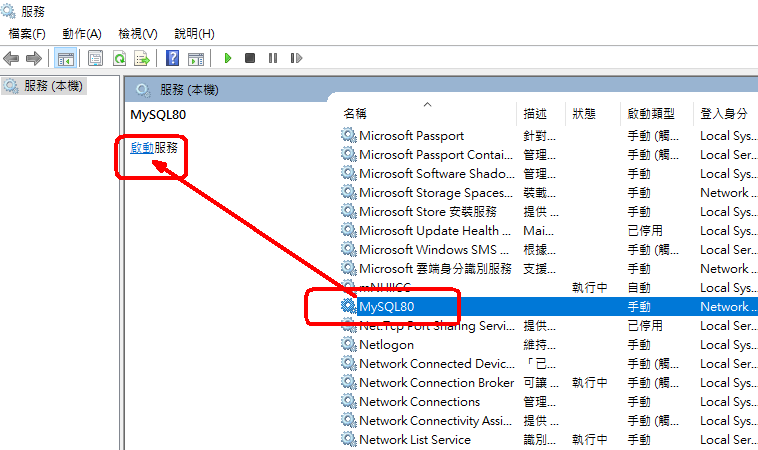 服務
檔案(F) 動作(A) 檢視(V) 說明(H)
服務 (本機)
服務 (本機)
MySQL80
啟動服務
名稱 描述 狀態 啟動類型 登入身分
Microsoft Passport 針對... 手動 (觸... Local Sys...
Microsoft Passport Contai... 管理... 手動 (觸... Local Ser...
Microsoft Software Shado... 管理... 手動 Local Sys...
Microsoft Storage Spaces... 裝載... 手動 Network ...
Microsoft Store 安裝服務 提供 ... 手動 Local Sys...
Microsoft Update Health ... Mai... 已停用 Local Sys...
Microsoft Windows SMS ... 根據... 手動 (觸... Local Ser...
Microsoft 雲端身分識別服務 支援... 手動 Network ...
mNHIICC 執行中 自動 Local Sys...
MySQL80 手動 Network ...
Net.Tcp Port Sharing Servi... 提供... 已停用 Local Ser...
Netlogon 維持... 手動 Local Sys...
Network Connected Devic... 「已... 手動 (觸... Local Ser...
Network Connection Broker 可讓 ... 執行中 手動 (觸... Local Sys...
Network Connections 管理... 手動 Local Sys...
Network Connectivity Assi... 提供 ... 手動 (觸... Local Sys...
Network List Service 識別... 執行中 手動 Local Ser...